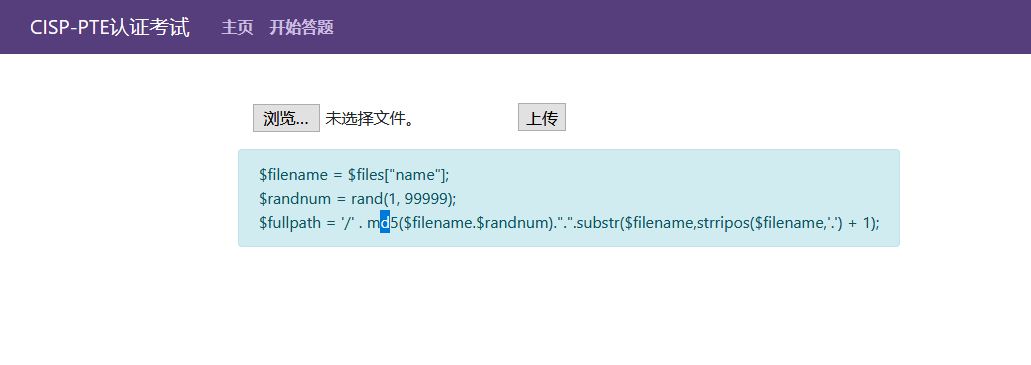 CISP-PTE认证考试 主页 开始答题
浏览... 未选择文件。 上传
$filename = $files["name"];
$randnum = rand(1, 99999);
$fullpath = '/' . md5($filename.$randnum).".".substr($filename,strripos($filename,'.') + 1);